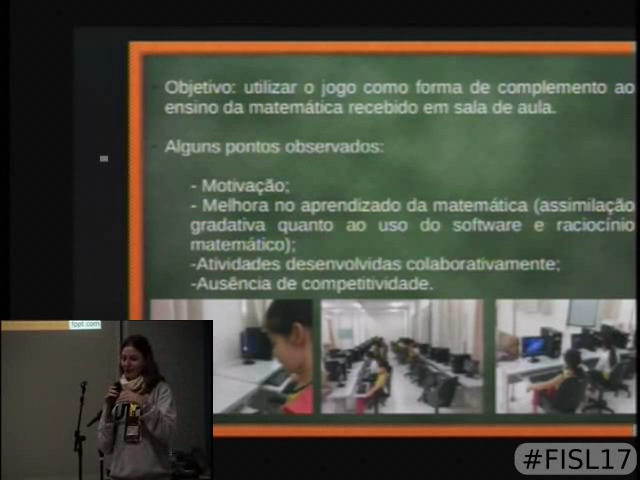 Objetivo: utilizar o jogo como forma de complemento ao
ensino da matemática recebido em sala de aula.
Alguns pontos observados:
- Motivação;
- Melhora no aprendizado da matemática (assimilação
gradativa quanto ao uso do software e raciocínio
matemático);
-Atividades desenvolvidas colaborativamente;
-Ausência de competitividade.
fppt.com
#FISL17